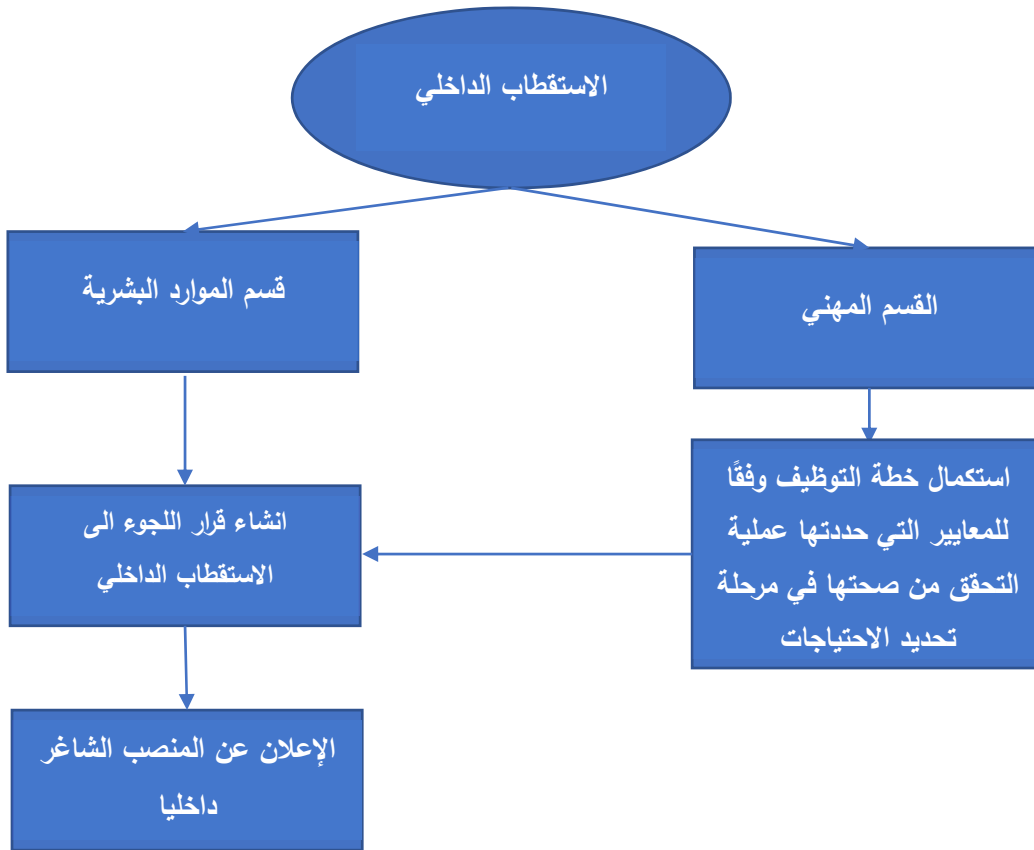 الاستقطاب الداخلي
القسم المهني
قسم الموارد البشرية
استكمال خطة التوظيف وفقًا
للمعايير التي حددتها عملية
التحقق من صحتها في مرحلة
تحديد الاحتياجات
انشاء قرار اللجوء الى
الاستقطاب الداخلي
الإعلان عن المنصب الشاغر
داخليا